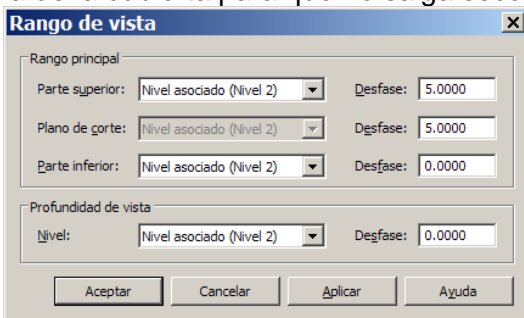 Rango de vista
Rango principal
Parte superior: Nivel asociado (Nivel 2) Desfase: 5.0000
Plano de corte: Nivel asociado (Nivel 2) Desfase: 5.0000
Parte inferior: Nivel asociado (Nivel 2) Desfase: 0.0000
Profundidad de vista
Nivel: Nivel asociado (Nivel 2) Desfase: 0.0000
Aceptar Cancelar Aplicar Ayuda